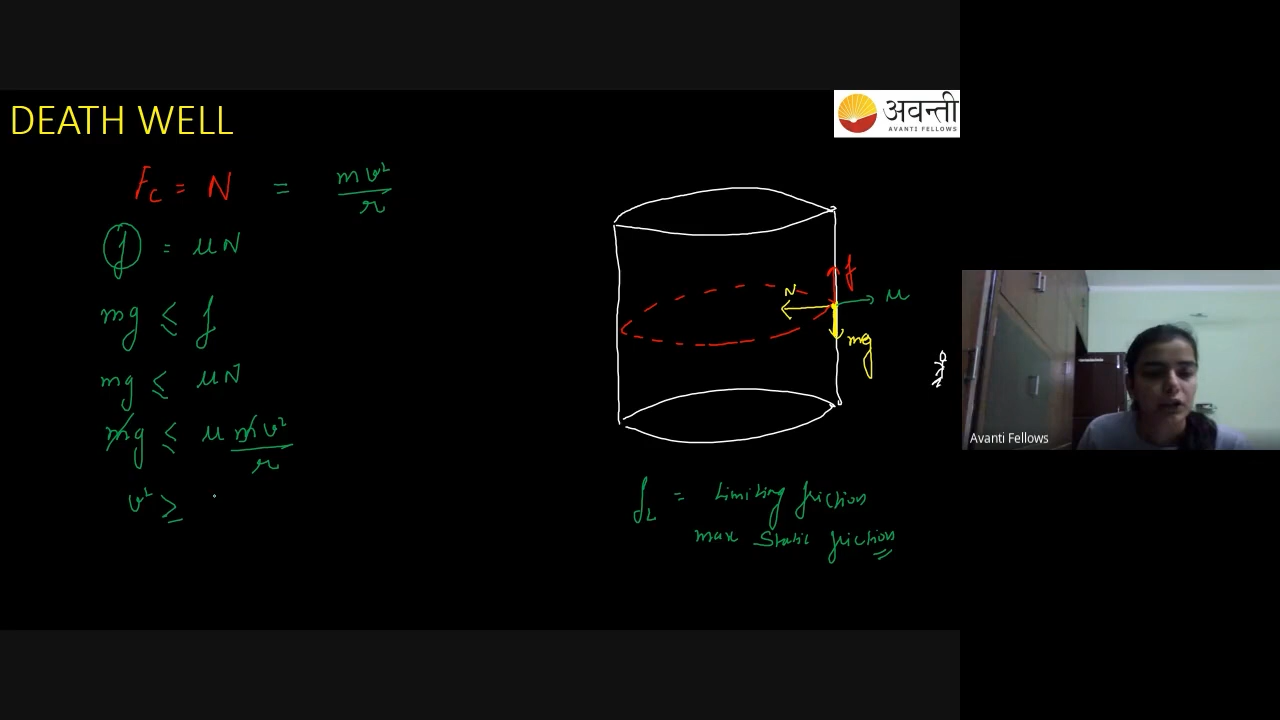 DEATH WELL
अवन्ती
AVANTI FELLOWS
Fc = N = mv²/r
f = μN
mg ≤ f
mg ≤ μN
mg ≤ μ mv²/r
v² ≥
f
N
μ
mg
fL = Limiting friction
max Static friction
Avanti Fellows